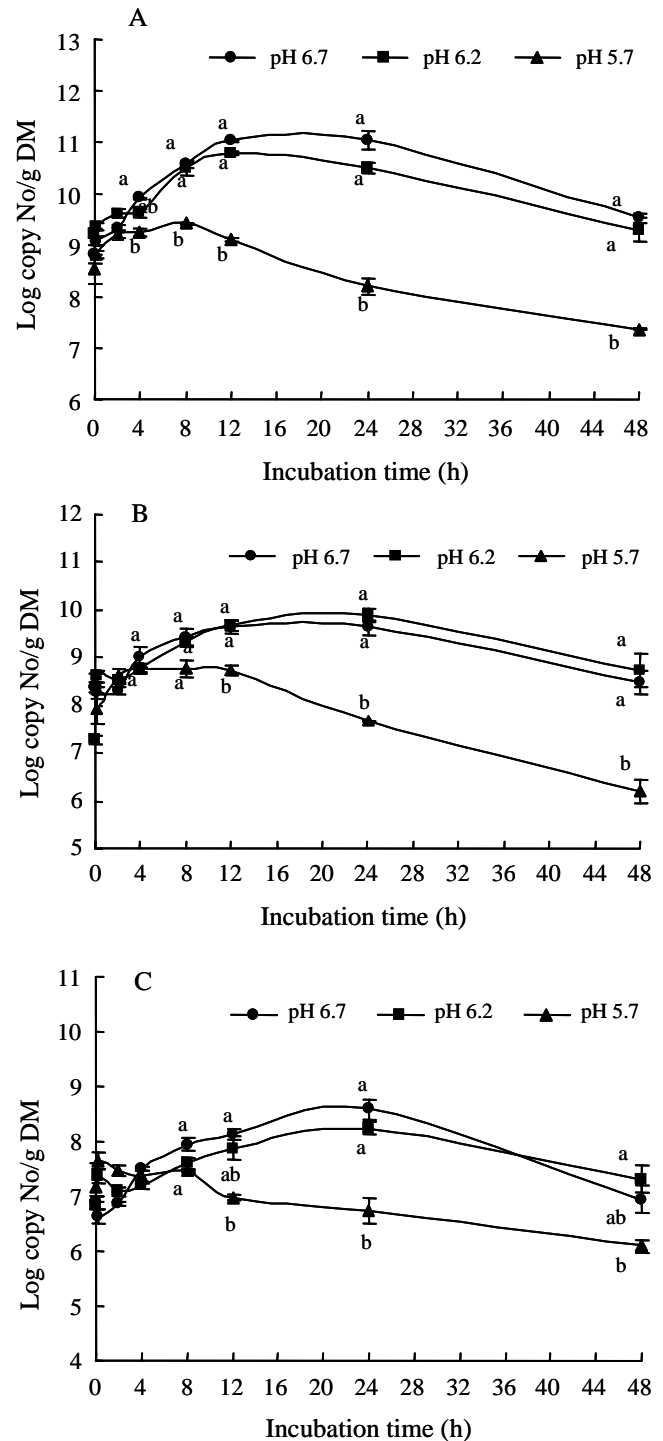 A
Log copy No/g DM
13
12
11
10
9
8
7
6
pH 6.7 pH 6.2 pH 5.7
a a a a a
ab a a a a
b b b b b
0 4 8 12 16 20 24 28 32 36 40 44 48
Incubation time (h)
B
Log copy No/g DM
12
11
10
9
8
7
6
5
pH 6.7 pH 6.2 pH 5.7
a a a a a
a a a a
a a b b b
0 4 8 12 16 20 24 28 32 36 40 44 48
Incubation time (h)
C
Log copy No/g DM
11
10
9
8
7
6
5
4
pH 6.7 pH 6.2 pH 5.7
a a a a
a ab a ab
b b b
0 4 8 12 16 20 24 28 32 36 40 44 48
Incubation time (h)